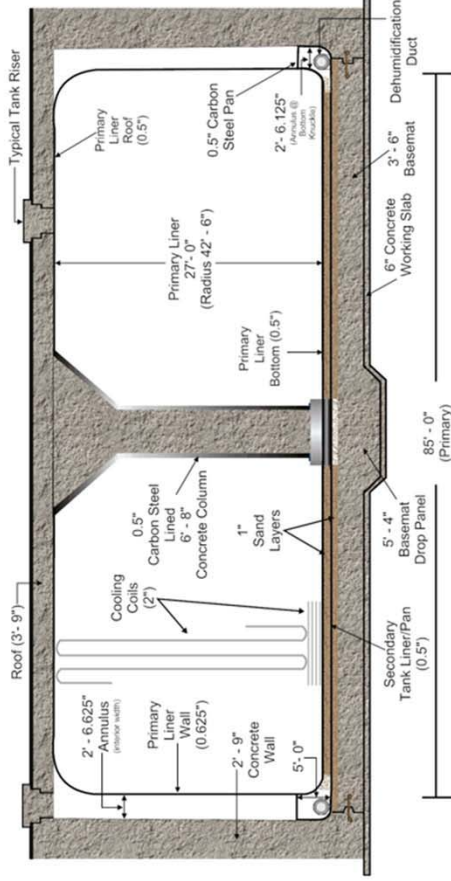 Typical Tank Riser
Roof (3'- 9")
2' - 6.625"
Annulus
(interior width)
Primary
Liner
Wall
(0.625")
2' - 9"
Concrete
Wall
5'- 0"
Cooling
Coils
(2")
0.5"
Carbon Steel
Lined
6' - 8"
Concrete Column
1"
Sand
Layers
Primary
Liner
Bottom (0.5")
Primary Liner
27'- 0"
(Radius 42' - 6")
Primary
Liner
Roof
(0.5")
0.5" Carbon
Steel Pan
2'- 6.125"
(Annulus @
Bottom
Knuckle)
Dehumidification
Duct
3' - 6"
Basemat
6" Concrete
Working Slab
5' - 4"
Basemat
Drop Panel
Secondary
Tank Liner/Pan
(0.5")
85' - 0"
(Primary)